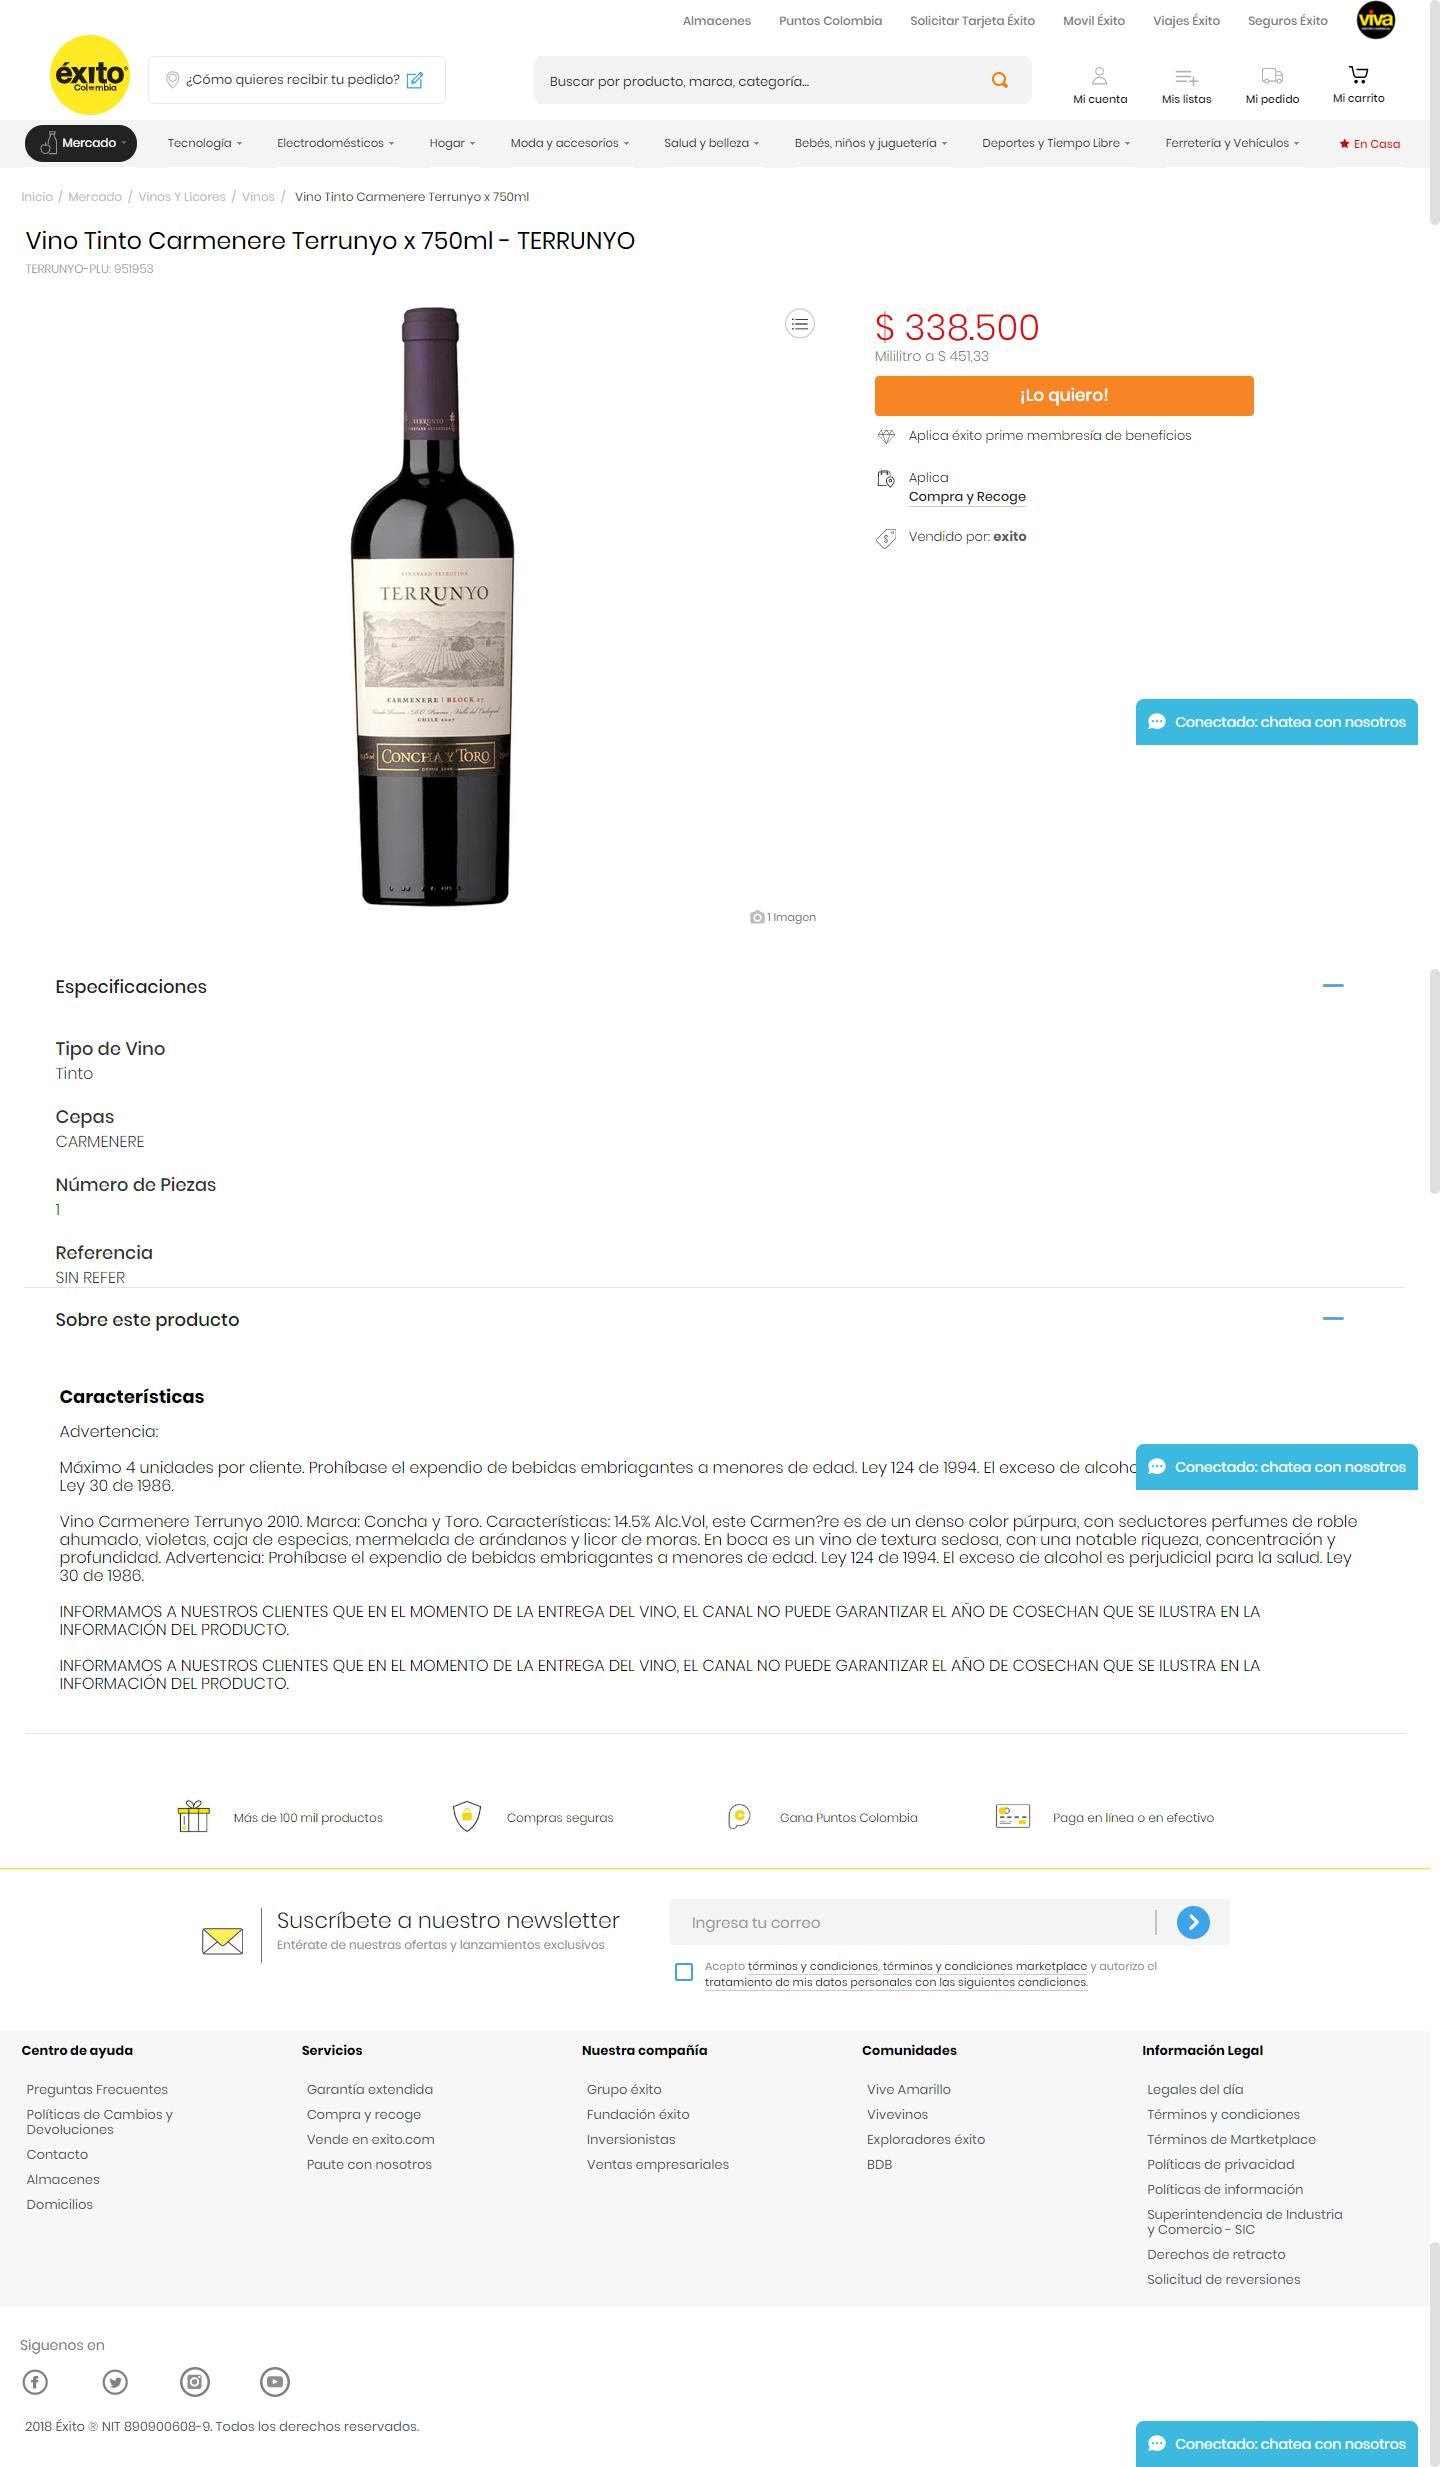 Almacenes Puntos Colombia Solicitar Tarjeta Éxito Movil Éxito Viajes Éxito Seguros Éxito viva
éxito
Colombia
¿Cómo quieres recibir tu pedido?
Buscar por producto, marca, categoría...
Mi cuenta Mis listas Mi pedido Mi carrito
Mercado Tecnología Electrodomésticos Hogar Moda y accesorios Salud y belleza Bebés, niños y juguetería Deportes y Tiempo Libre Ferretería y Vehículos En Casa
Inicio / Mercado / Vinos Y Licores / Vinos / Vino Tinto Carmenere Terrunyo x 750ml
Vino Tinto Carmenere Terrunyo x 750ml - TERRUNYO
TERRUNYO-PLU: 951953
TERRUNYO
VINEYARD SELECTION
TERRUNYO
CARMENERE | BLOCK 27
CHILE 2007
CONCHA Y TORO
1 Imagen
$ 338.500
Mililitro a $ 451,33
¡Lo quiero!
Aplica éxito prime membresía de beneficios
Aplica
Compra y Recoge
Vendido por: exito
Conectado: chatea con nosotros
Especificaciones
Tipo de Vino
Tinto
Cepas
CARMENERE
Número de Piezas
1
Referencia
SIN REFER
Sobre este producto
Características
Advertencia:
Máximo 4 unidades por cliente. Prohíbase el expendio de bebidas embriagantes a menores de edad. Ley 124 de 1994. El exceso de alcoho
Conectado: chatea con nosotros
Ley 30 de 1986.
Vino Carmenere Terrunyo 2010. Marca: Concha y Toro. Características: 14.5% Alc.Vol, este Carmen?re es de un denso color púrpura, con seductores perfumes de roble
ahumado, violetas, caja de especias, mermelada de arándanos y licor de moras. En boca es un vino de textura sedosa, con una notable riqueza, concentración y
profundidad. Advertencia: Prohíbase el expendio de bebidas embriagantes a menores de edad. Ley 124 de 1994. El exceso de alcohol es perjudicial para la salud. Ley
30 de 1986.
INFORMAMOS A NUESTROS CLIENTES QUE EN EL MOMENTO DE LA ENTREGA DEL VINO, EL CANAL NO PUEDE GARANTIZAR EL AÑO DE COSECHAN QUE SE ILUSTRA EN LA
INFORMACIÓN DEL PRODUCTO.
INFORMAMOS A NUESTROS CLIENTES QUE EN EL MOMENTO DE LA ENTREGA DEL VINO, EL CANAL NO PUEDE GARANTIZAR EL AÑO DE COSECHAN QUE SE ILUSTRA EN LA
INFORMACIÓN DEL PRODUCTO.
Más de 100 mil productos Compras seguras Gana Puntos Colombia Paga en línea o en efectivo
Suscríbete a nuestro newsletter
Entérate de nuestras ofertas y lanzamientos exclusivos
Ingresa tu correo
Acepto términos y condiciones, términos y condiciones marketplace y autorizo el
tratamiento de mis datos personales con las siguientes condiciones.
Centro de ayuda
Preguntas Frecuentes
Políticas de Cambios y
Devoluciones
Contacto
Almacenes
Domicilios
Servicios
Garantía extendida
Compra y recoge
Vende en exito.com
Paute con nosotros
Nuestra compañía
Grupo éxito
Fundación éxito
Inversionistas
Ventas empresariales
Comunidades
Vive Amarillo
Vivevinos
Exploradores éxito
BDB
Información Legal
Legales del día
Términos y condiciones
Términos de Martketplace
Políticas de privacidad
Políticas de información
Superintendencia de Industria
y Comercio - SIC
Derechos de retracto
Solicitud de reversiones
Siguenos en
2018 Éxito ® NIT 890900608-9. Todos los derechos reservados.
Conectado: chatea con nosotros